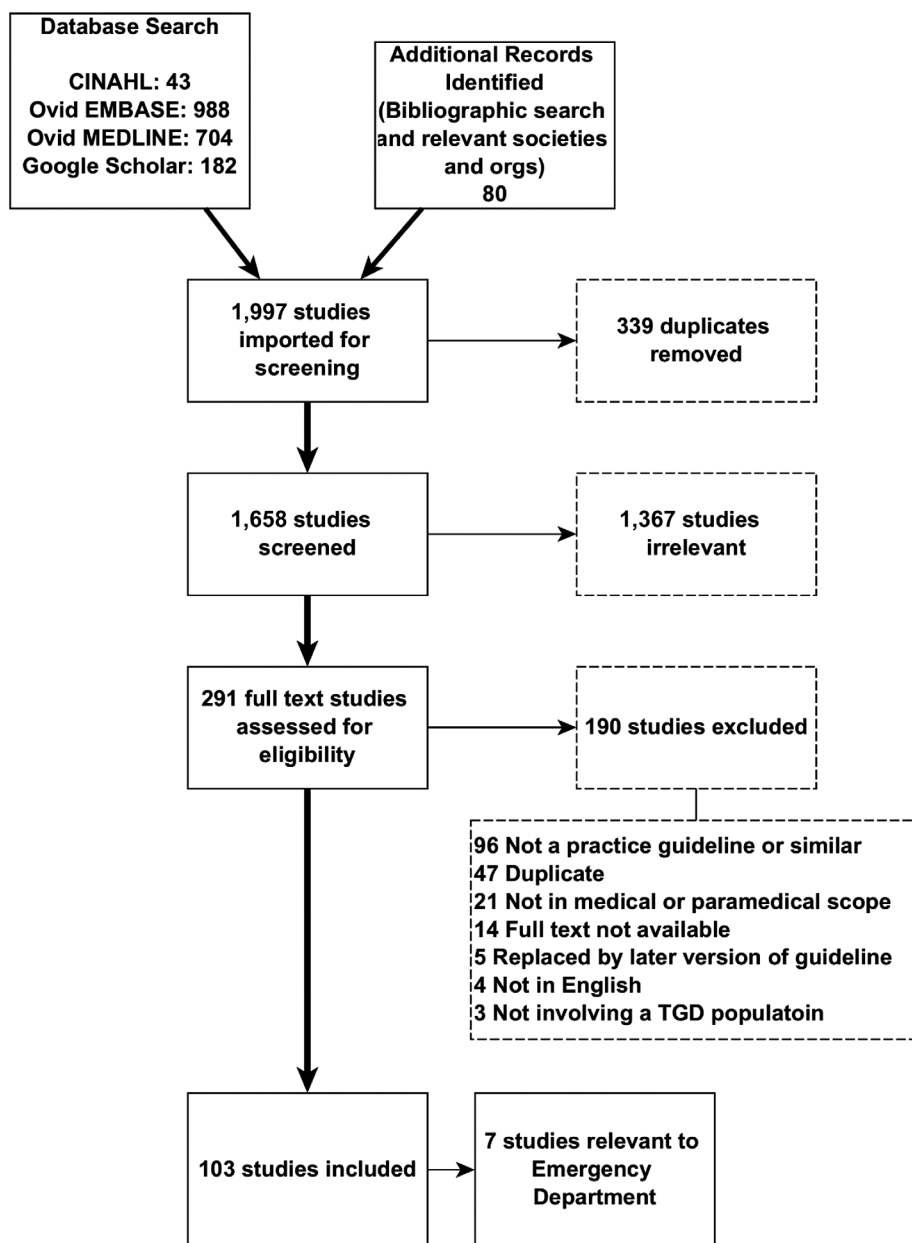 Database Search
CINAHL: 43
Ovid EMBASE: 988
Ovid MEDLINE: 704
Google Scholar: 182
Additional Records
Identified
(Bibliographic search
and relevant societies
and orgs)
80
1,997 studies
imported for
screening
339 duplicates
removed
1,658 studies
screened
1,367 studies
irrelevant
291 full text studies
assessed for
eligibility
190 studies excluded
96 Not a practice guideline or similar
47 Duplicate
21 Not in medical or paramedical scope
14 Full text not available
5 Replaced by later version of guideline
4 Not in English
3 Not involving a TGD populatoin
103 studies included
7 studies relevant to
Emergency
Department